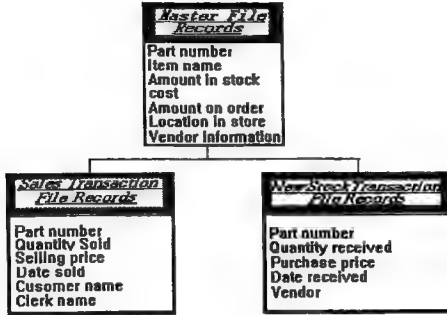 Master File
Records
Part number
Item name
Amount in stock
cost
Amount on order
Location in store
Vendor Information
Sales Transaction
File Records
Part number
Quantity Sold
Selling price
Date sold
Cusomer name
Clerk name
New Stock Transaction
File Records
Part number
Quantity received
Purchase price
Date received
Vendor